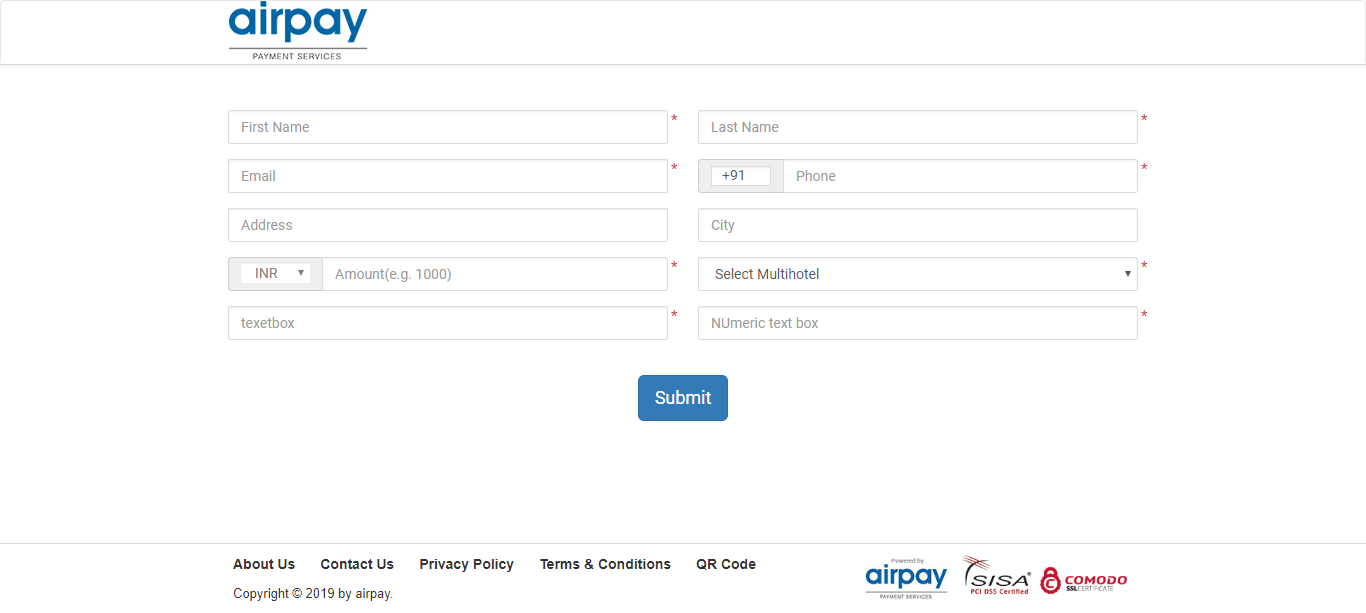 airpay
PAYMENT SERVICES
First Name * Last Name *
Email * +91 Phone *
Address City
INR ▼ Amount(e.g. 1000) * Select Multihotel ▼ *
texetbox * NUmeric text box *
Submit
About Us Contact Us Privacy Policy Terms & Conditions QR Code
Copyright © 2019 by airpay.
Powered by
airpay
PAYMENT SERVICES
SISA
PCI DSS Certified
COMODO
SSL CERTIFICATE